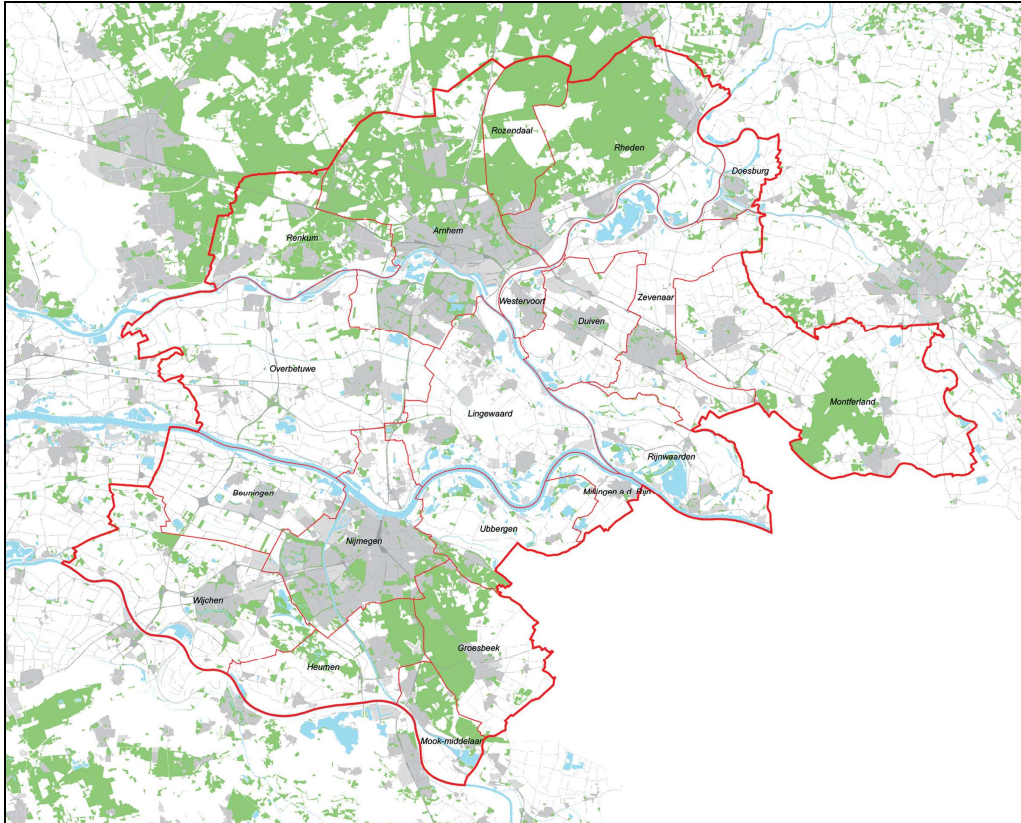 Rozendaal
Rheden
Doesburg
Arnhem
Renkum
Zevenaar
Westervoort
Duiven
Overbetuwe
Montferland
Lingewaard
Rijnwaarden
Millingen a.d. Rijn
Beuningen
Ubbergen
Nijmegen
Wijchen
Groesbeek
Heumen
Mook-middelaar